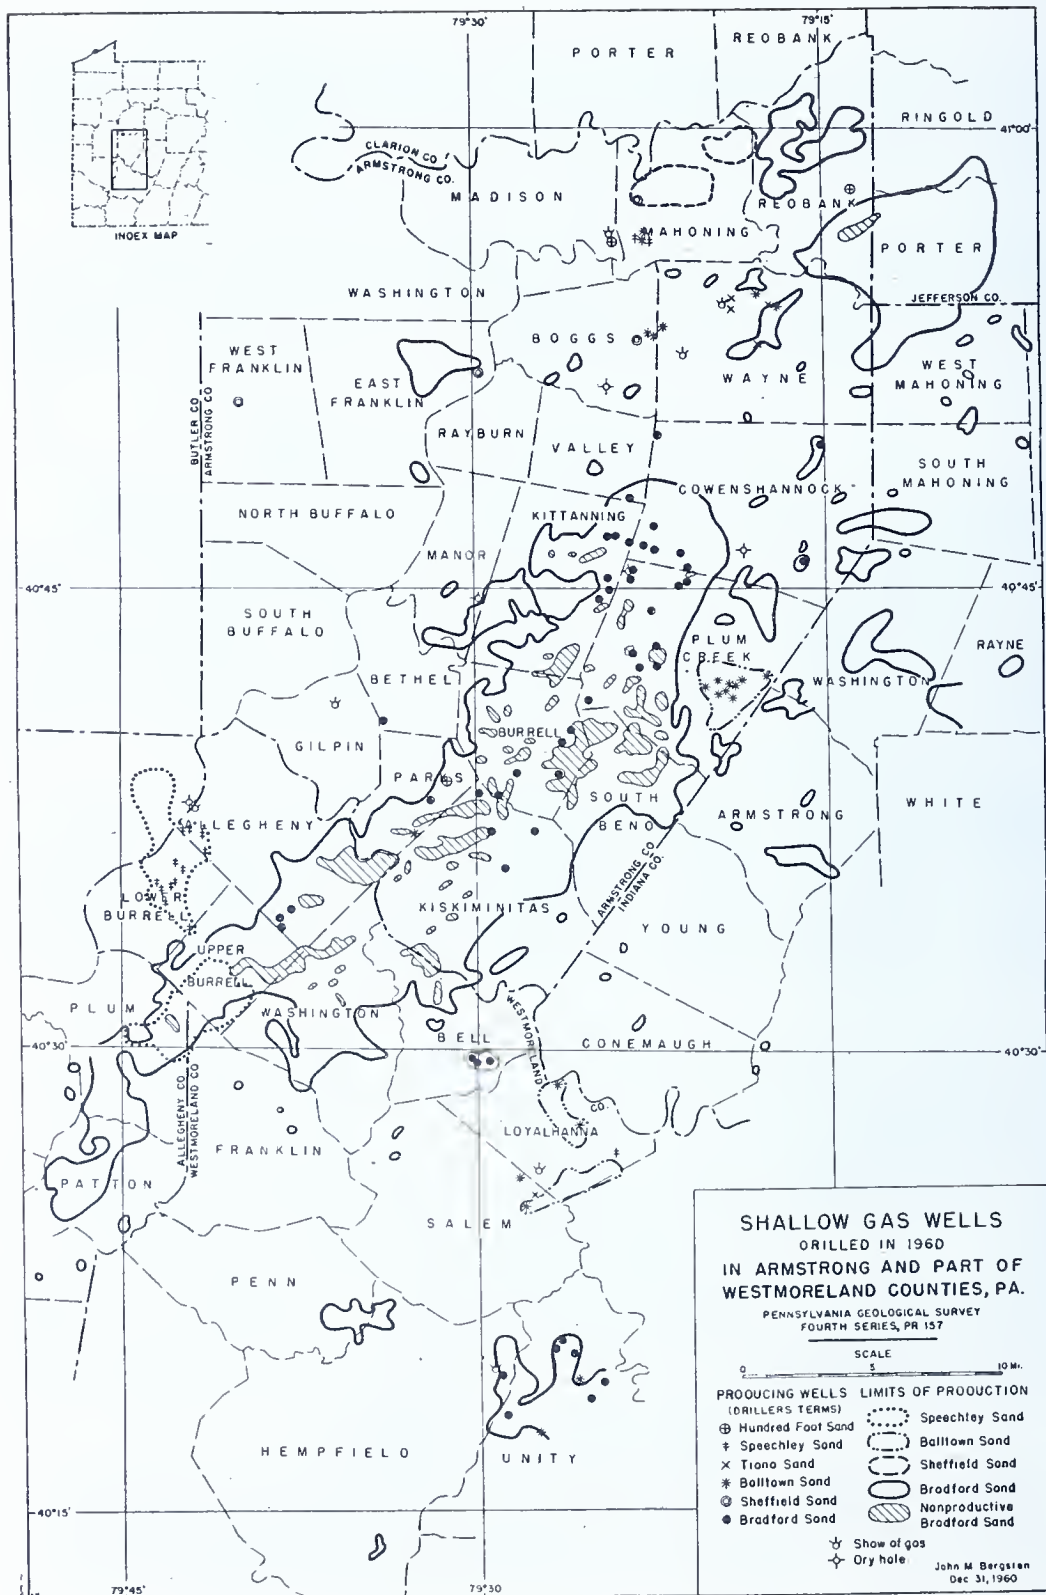 79°30'
79°15'
PORTER
REOBANK
RINGOLD
41°00'
CLARION CO
ARMSTRONG CO.
MADISON
REOBANK
INDEX MAP
MAHONING
PORTER
WASHINGTON
JEFFERSON CO.
BOGGS
WEST
FRANKLIN
EAST
FRANKLIN
WAYNE
WEST
MAHONING
BUTLER CO
ARMSTRONG CO
RAYBURN
VALLEY
COWENSHANNOCK
SOUTH
MAHONING
NORTH BUFFALO
KITTANNING
MANOR
40°45'
40°45'
SOUTH
BUFFALO
PLUM
CREEK
RAYNE
BETHEL
WASHINGTON
GILPIN
BURRELL
PARKS
SOUTH
BEND
WHITE
ALLEGHENY
ARMSTRONG
LOWER
BURRELL
KISKIMINITAS
ARMSTRONG CO
INDIANA CO.
YOUNG
UPPER
BURRELL
PLUM
WASHINGTON
WESTMORELAND
CO.
BELL
CONEMAUGH
40°30'
40°30'
ALLEGHENY CO
WESTMORELAND CO
LOYALHANNA
FRANKLIN
PATTON
SALEM
PENN
HEMPFIELD
UNITY
40°15'
79°45'
79°30'
SHALLOW GAS WELLS
DRILLED IN 1960
IN ARMSTRONG AND PART OF
WESTMORELAND COUNTIES, PA.
PENNSYLVANIA GEOLOGICAL SURVEY
FOURTH SERIES, PR 157
SCALE
0 5 10 Mi.
PRODUCING WELLS
(DRILLERS TERMS)
Hundred Foot Sand
Speechley Sand
Tiona Sand
Balltown Sand
Sheffield Sand
Bradford Sand
LIMITS OF PRODUCTION
Speechley Sand
Balltown Sand
Sheffield Sand
Bradford Sand
Nonproductive
Bradford Sand
Show of gas
Dry hole
John M Bergsten
Dec 31, 1960